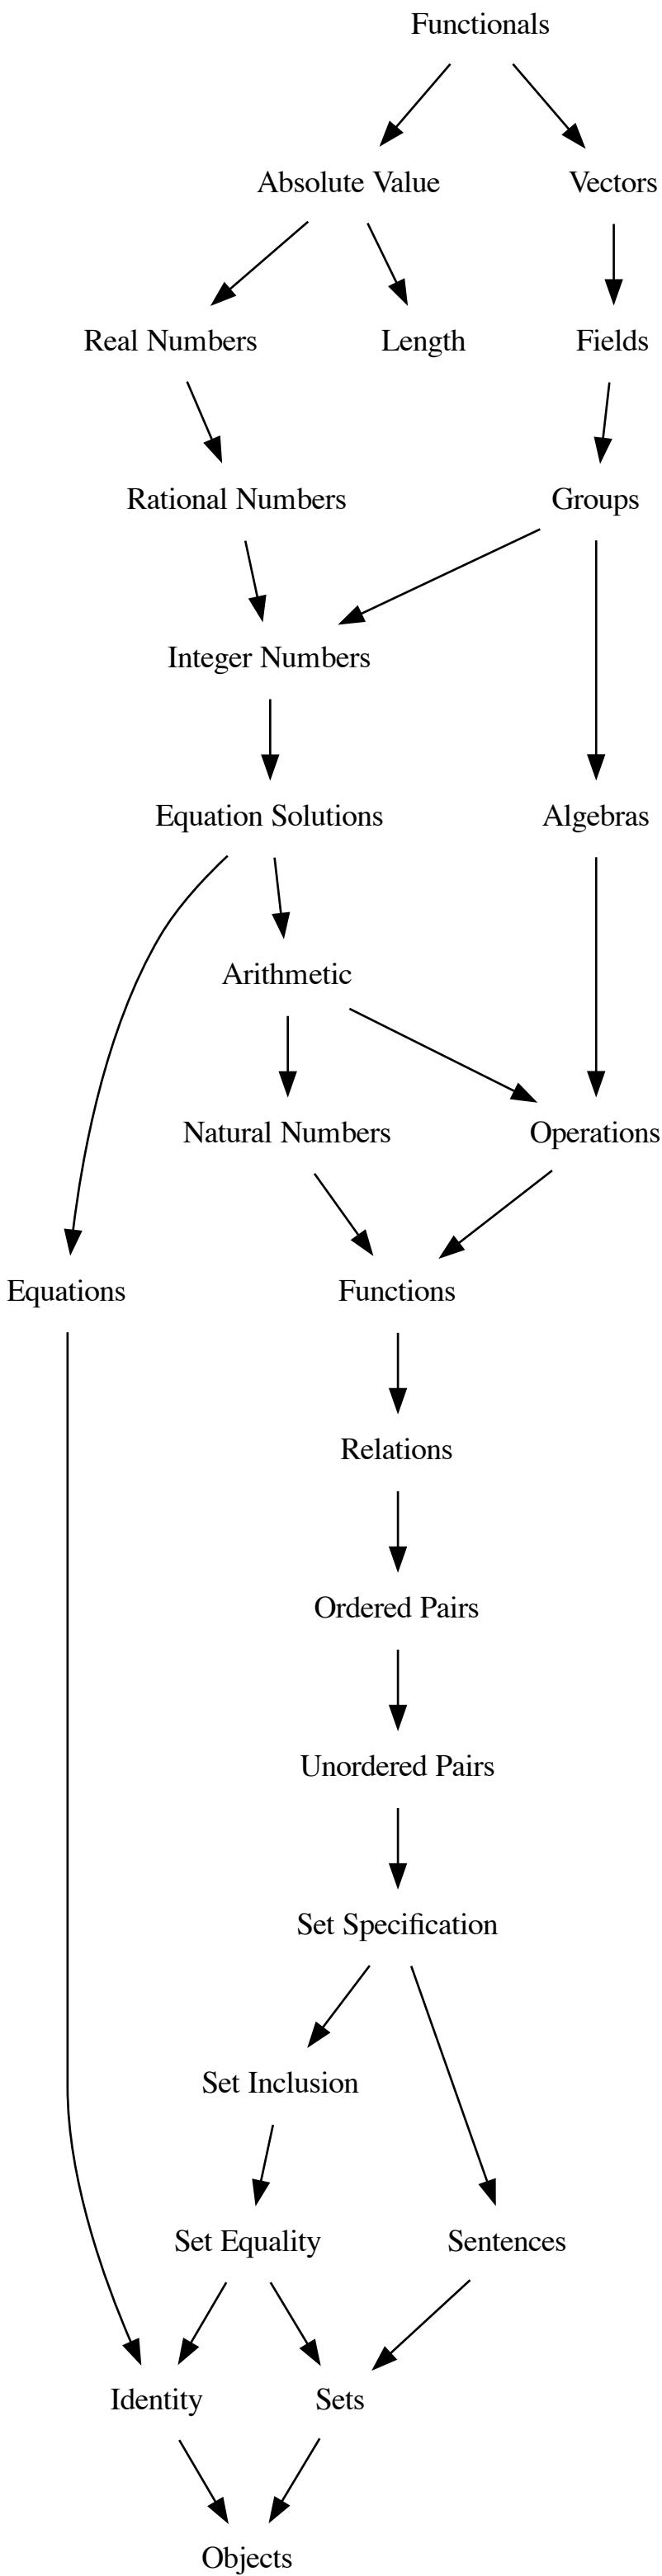 Functionals
Absolute Value
Vectors
Real Numbers
Length
Fields
Rational Numbers
Groups
Integer Numbers
Equation Solutions
Algebras
Arithmetic
Natural Numbers
Operations
Equations
Functions
Relations
Ordered Pairs
Unordered Pairs
Set Specification
Set Inclusion
Set Equality
Sentences
Identity
Sets
Objects